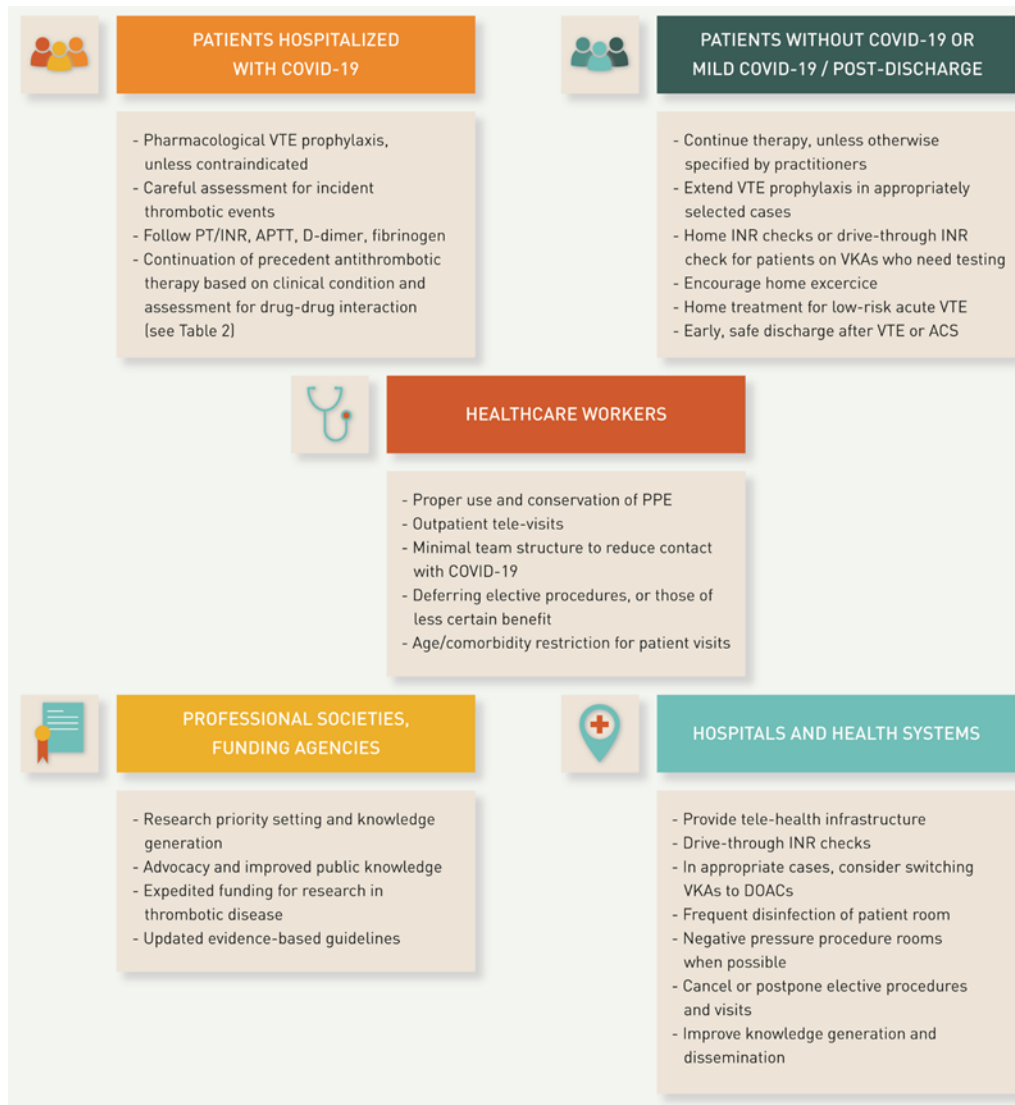 PATIENTS HOSPITALIZED
WITH COVID-19
- Pharmacological VTE prophylaxis,
unless contraindicated
- Careful assessment for incident
thrombotic events
- Follow PT/INR, APTT, D-dimer, fibrinogen
- Continuation of precedent antithrombotic
therapy based on clinical condition and
assessment for drug-drug interaction
(see Table 2)
PATIENTS WITHOUT COVID-19 OR
MILD COVID-19 / POST-DISCHARGE
- Continue therapy, unless otherwise
specified by practitioners
- Extend VTE prophylaxis in appropriately
selected cases
- Home INR checks or drive-through INR
check for patients on VKAs who need testing
- Encourage home excercice
- Home treatment for low-risk acute VTE
- Early, safe discharge after VTE or ACS
HEALTHCARE WORKERS
- Proper use and conservation of PPE
- Outpatient tele-visits
- Minimal team structure to reduce contact
with COVID-19
- Deferring elective procedures, or those of
less certain benefit
- Age/comorbidity restriction for patient visits
PROFESSIONAL SOCIETIES,
FUNDING AGENCIES
- Research priority setting and knowledge
generation
- Advocacy and improved public knowledge
- Expedited funding for research in
thrombotic disease
- Updated evidence-based guidelines
HOSPITALS AND HEALTH SYSTEMS
- Provide tele-health infrastructure
- Drive-through INR checks
- In appropriate cases, consider switching
VKAs to DOACs
- Frequent disinfection of patient room
- Negative pressure procedure rooms
when possible
- Cancel or postpone elective procedures
and visits
- Improve knowledge generation and
dissemination